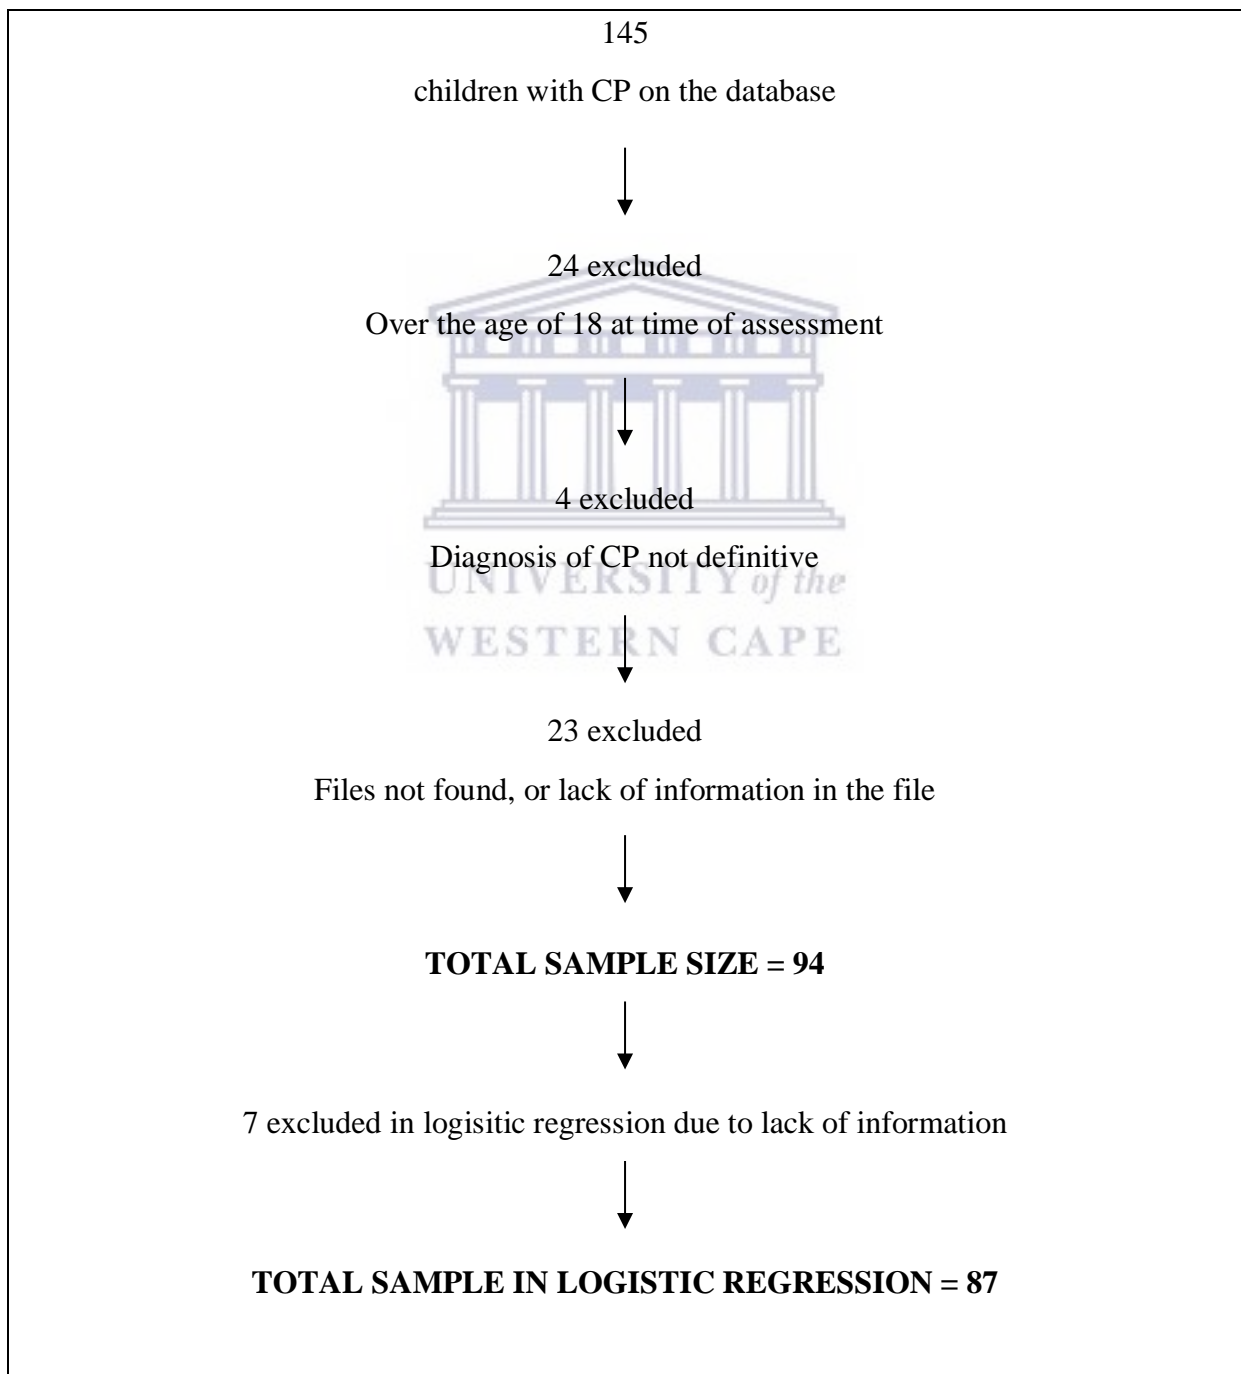 145
children with CP on the database
24 excluded
Over the age of 18 at time of assessment
4 excluded
Diagnosis of CP not definitive
UNIVERSITY of the
WESTERN CAPE
23 excluded
Files not found, or lack of information in the file
TOTAL SAMPLE SIZE = 94
7 excluded in logisitic regression due to lack of information
TOTAL SAMPLE IN LOGISTIC REGRESSION = 87